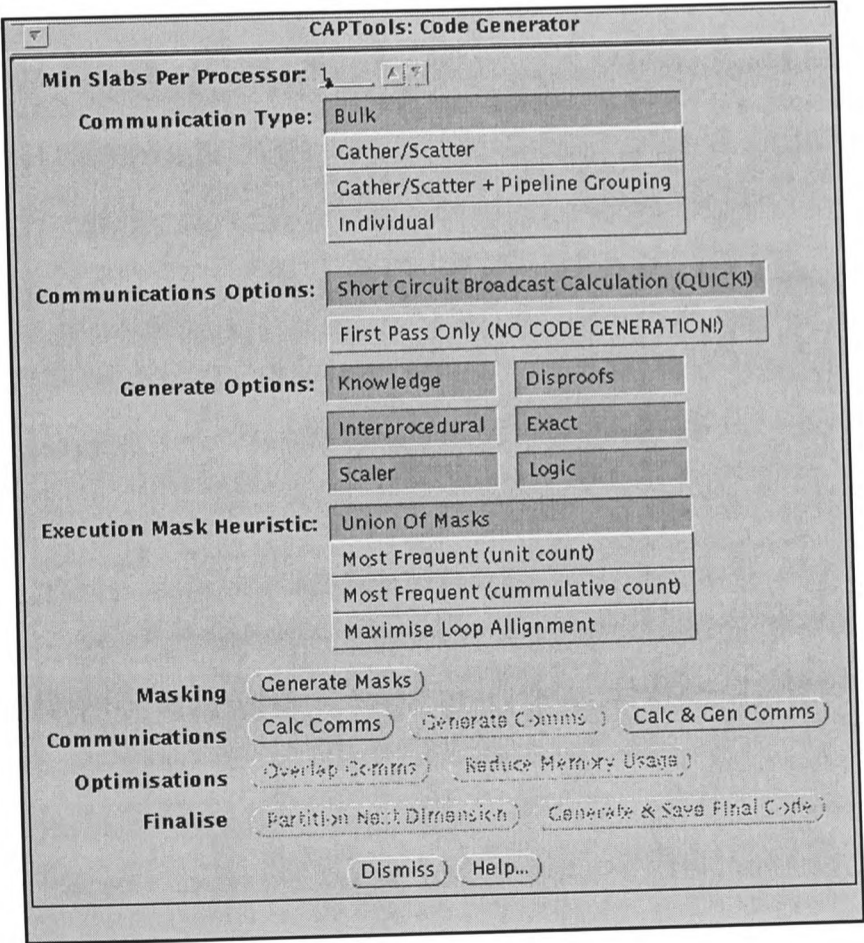 CAPTools: Code Generator
Min Slabs Per Processor: 1
Communication Type: Bulk
Gather/Scatter
Gather/Scatter + Pipeline Grouping
Individual
Communications Options: Short Circuit Broadcast Calculation (QUICK!)
First Pass Only (NO CODE GENERATION!)
Generate Options: Knowledge Disproofs
Interprocedural Exact
Scaler Logic
Execution Mask Heuristic: Union Of Masks
Most Frequent (unit count)
Most Frequent (cummulative count)
Maximise Loop Allignment
Masking Generate Masks
Communications Calc Comms Generate Comms Calc & Gen Comms
Optimisations Overlap Comms Reduce Memory Usage
Finalise Partition Next Dimension Generate & Save Final Code
Dismiss Help...